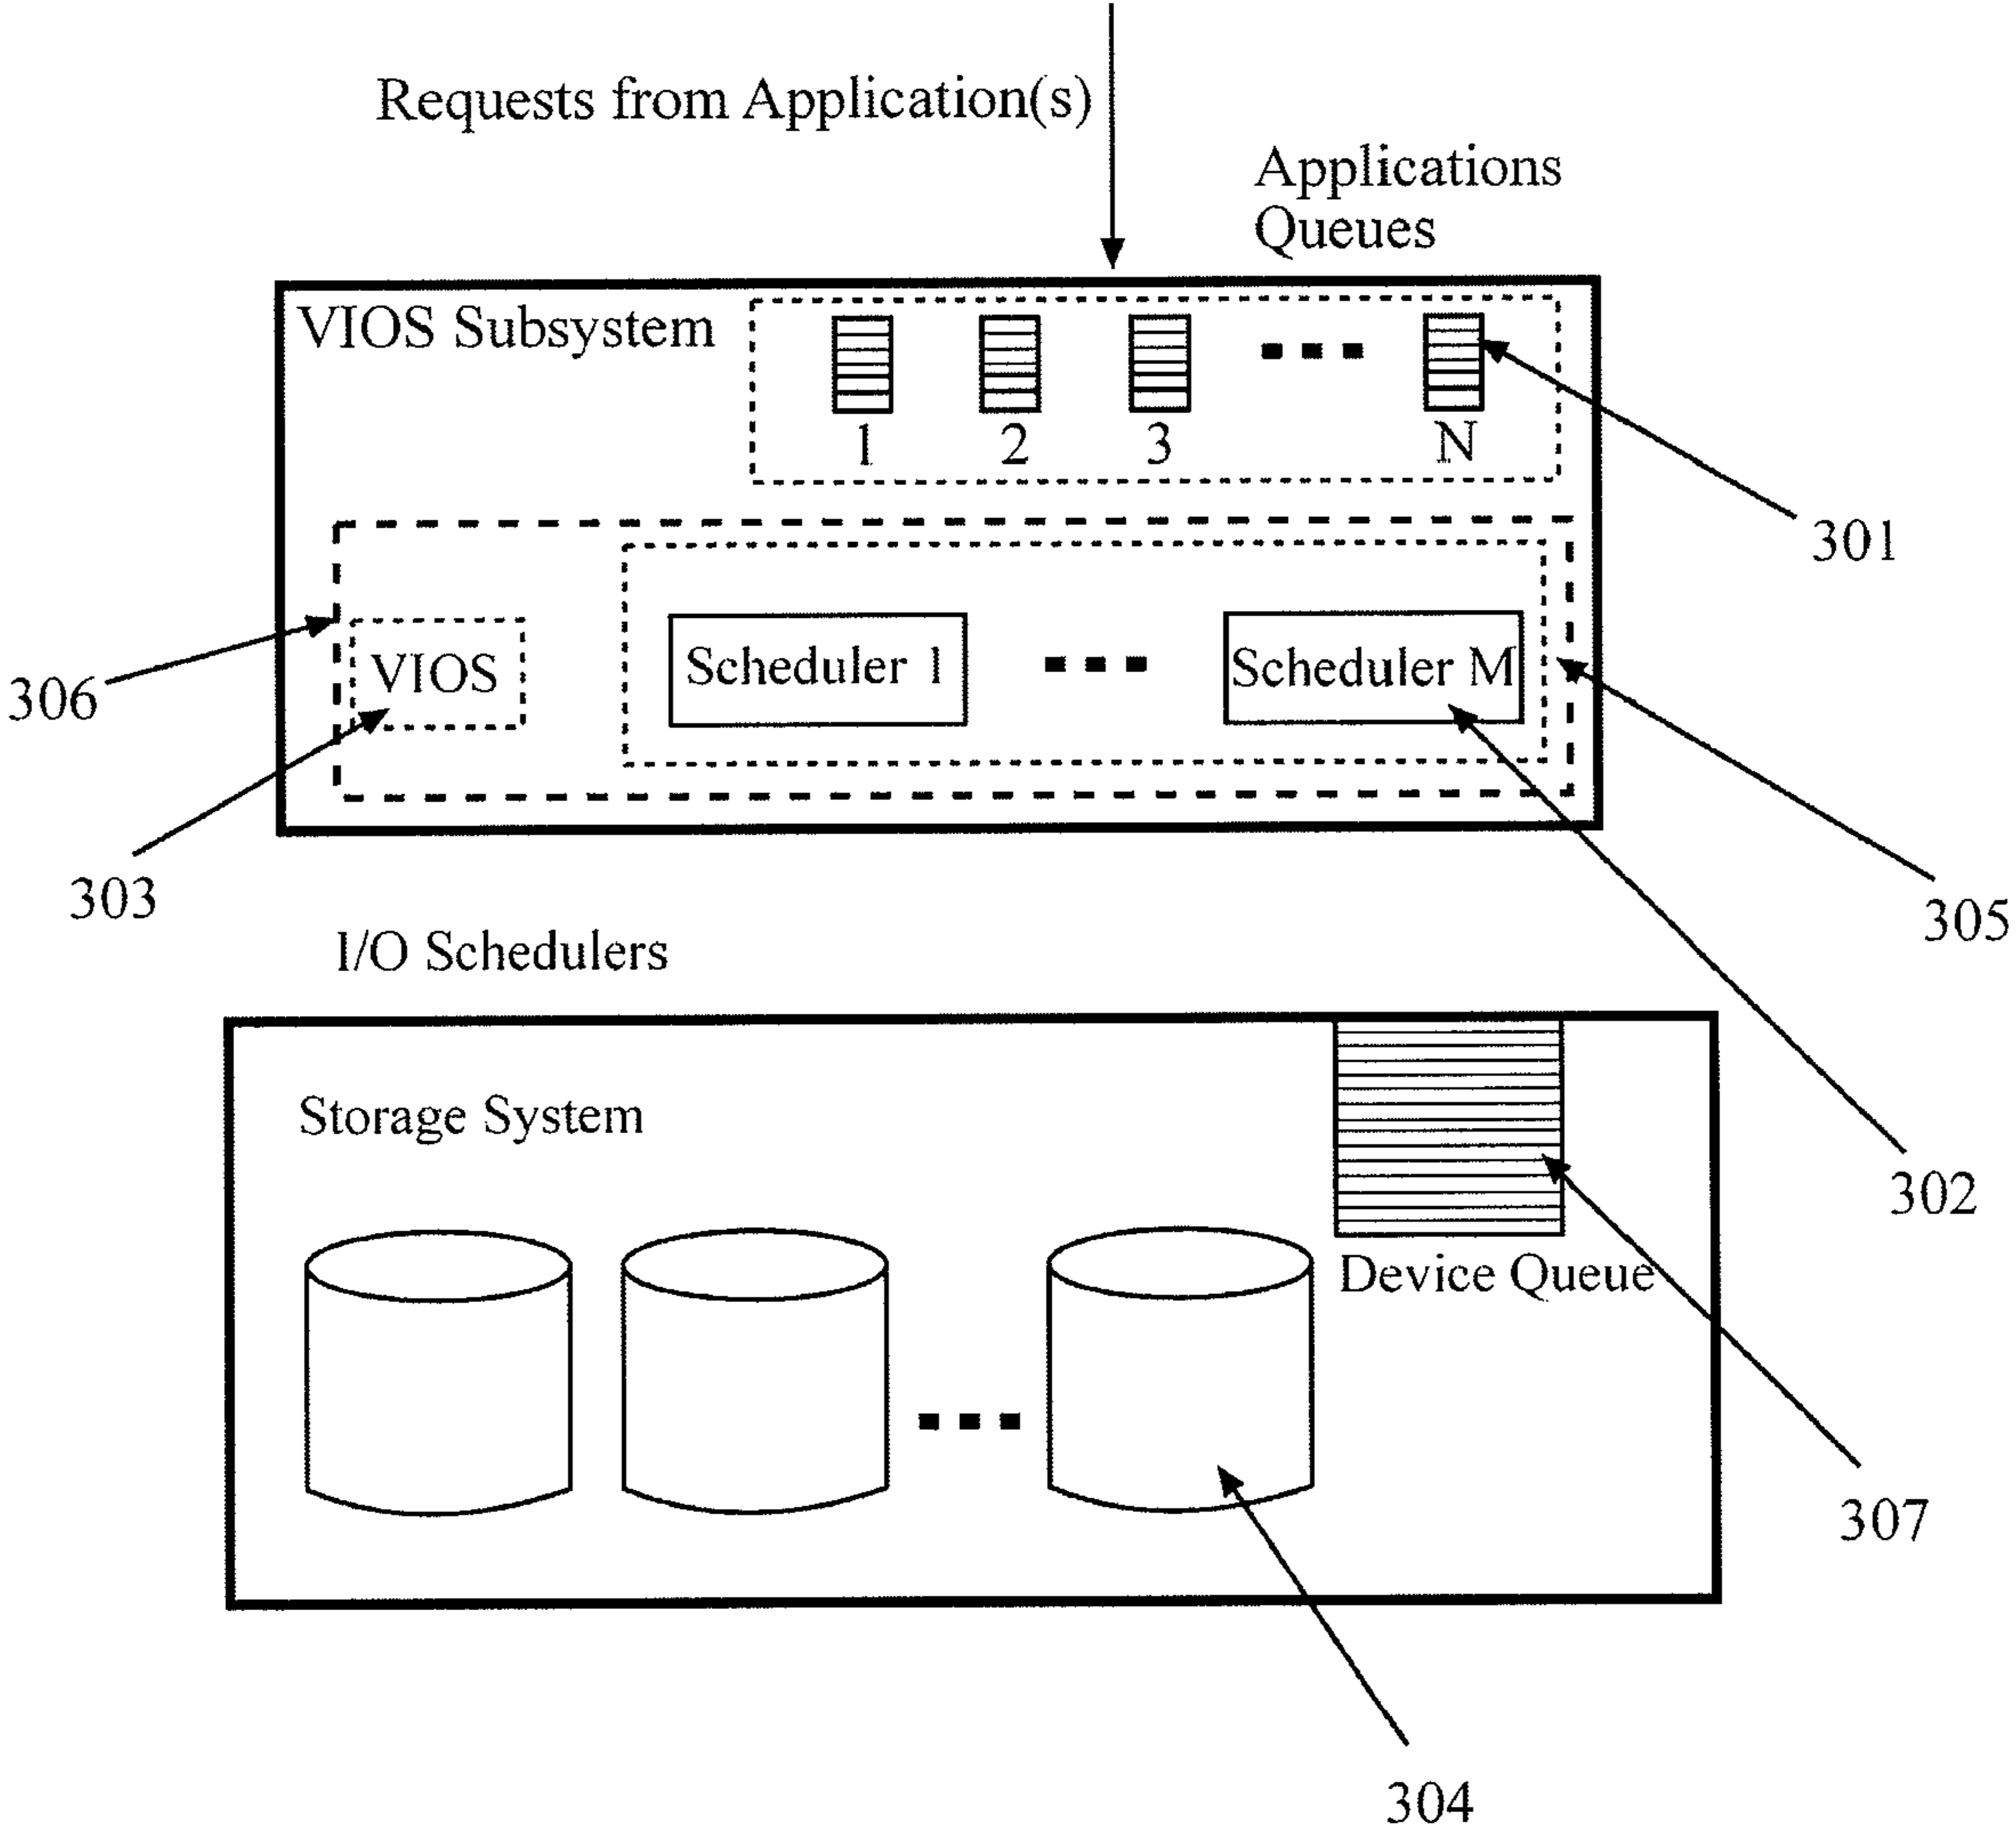 Requests from Application(s)
Applications
Queues
VIOS Subsystem
1
2
3
N
301
VIOS
Scheduler 1
Scheduler M
306
303
305
I/O Schedulers
Storage System
302
Device Queue
307
304